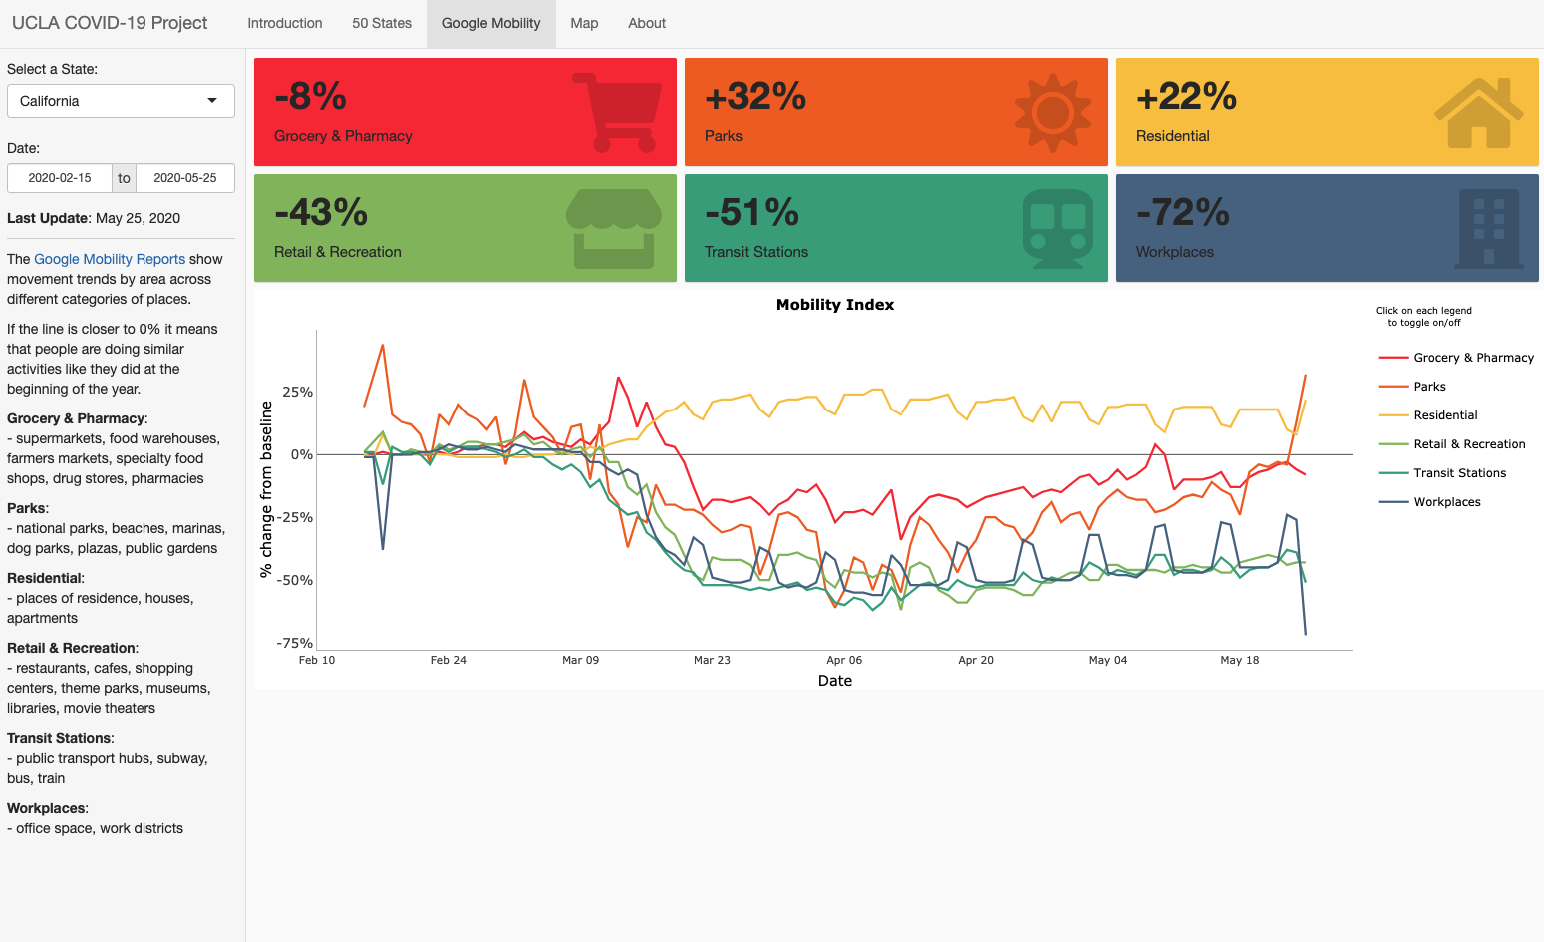 UCLA COVID-19 Project
Introduction
50 States
Google Mobility
Map
About
Select a State:
California
Date:
2020-02-15 to 2020-05-25
Last Update: May 25, 2020
The Google Mobility Reports show
movement trends by area across
different categories of places.
If the line is closer to 0% it means
that people are doing similar
activities like they did at the
beginning of the year.
Grocery & Pharmacy:
- supermarkets, food warehouses,
farmers markets, specialty food
shops, drug stores, pharmacies
Parks:
- national parks, beaches, marinas,
dog parks, plazas, public gardens
Residential:
- places of residence, houses,
apartments
Retail & Recreation:
- restaurants, cafes, shopping
centers, theme parks, museums,
libraries, movie theaters
Transit Stations:
- public transport hubs, subway,
bus, train
Workplaces:
- office space, work districts
-8%
Grocery & Pharmacy
+32%
Parks
+22%
Residential
-43%
Retail & Recreation
-51%
Transit Stations
-72%
Workplaces
Mobility Index
Click on each legend
to toggle on/off
Grocery & Pharmacy
Parks
Residential
Retail & Recreation
Transit Stations
Workplaces
% change from baseline
25%
0%
-25%
-50%
-75%
Feb 10
Feb 24
Mar 09
Mar 23
Apr 06
Apr 20
May 04
May 18
Date